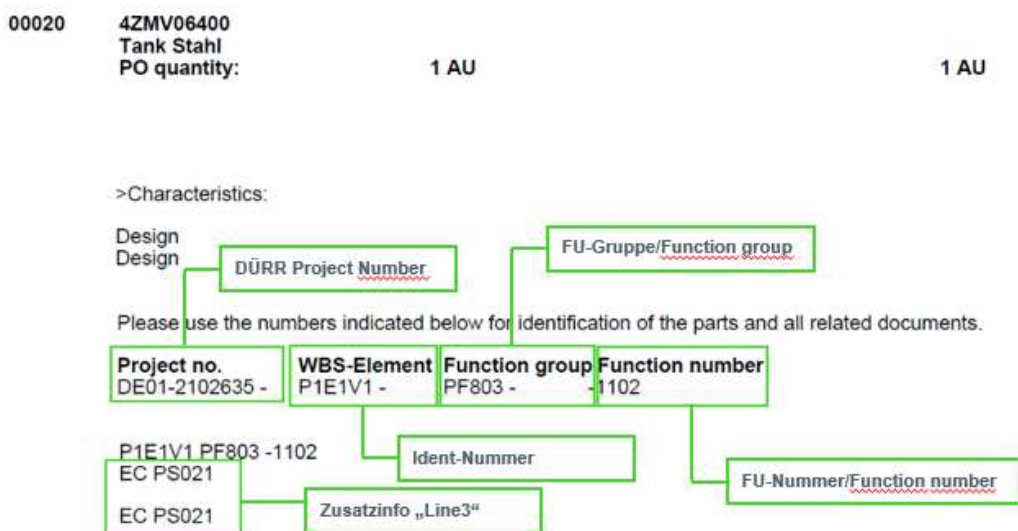 00020 4ZMV06400
Tank Stahl
PO quantity: 1 AU 1 AU
>Characteristics:
Design
Design
DÜRR Project Number
FU-Gruppe/Function group
Please use the numbers indicated below for identification of the parts and all related documents.
Project no. WBS-Element Function group Function number
DE01-2102635 - P1E1V1 - PF803 - -1102
P1E1V1 PF803 -1102
EC PS021
Ident-Nummer
FU-Nummer/Function number
EC PS021
Zusatzinfo „Line3“